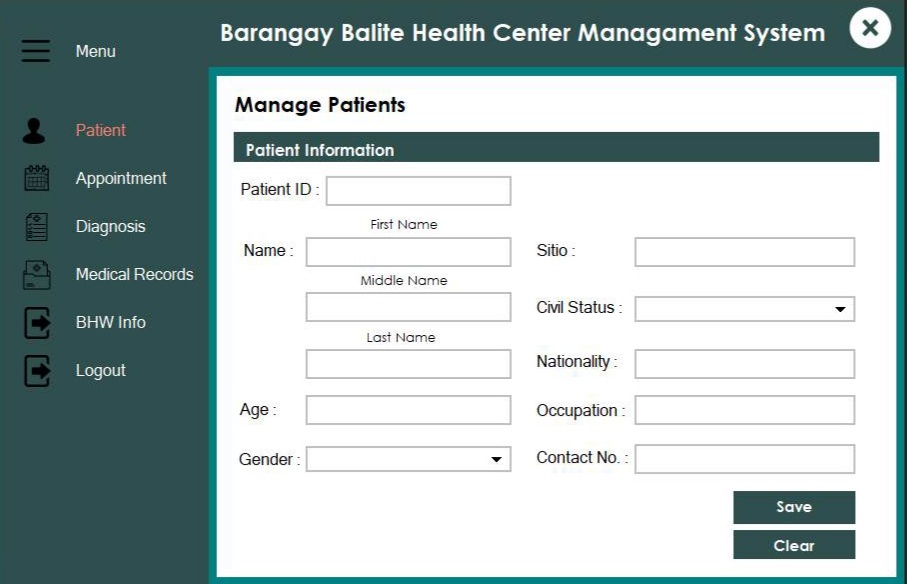 Barangay Balite Health Center Managament System
Menu
Patient
Appointment
Diagnosis
Medical Records
BHW Info
Logout
Manage Patients
Patient Information
Patient ID :
First Name
Name :
Middle Name
Last Name
Age :
Gender :
Sitio :
Civil Status :
Nationality :
Occupation :
Contact No. :
Save
Clear